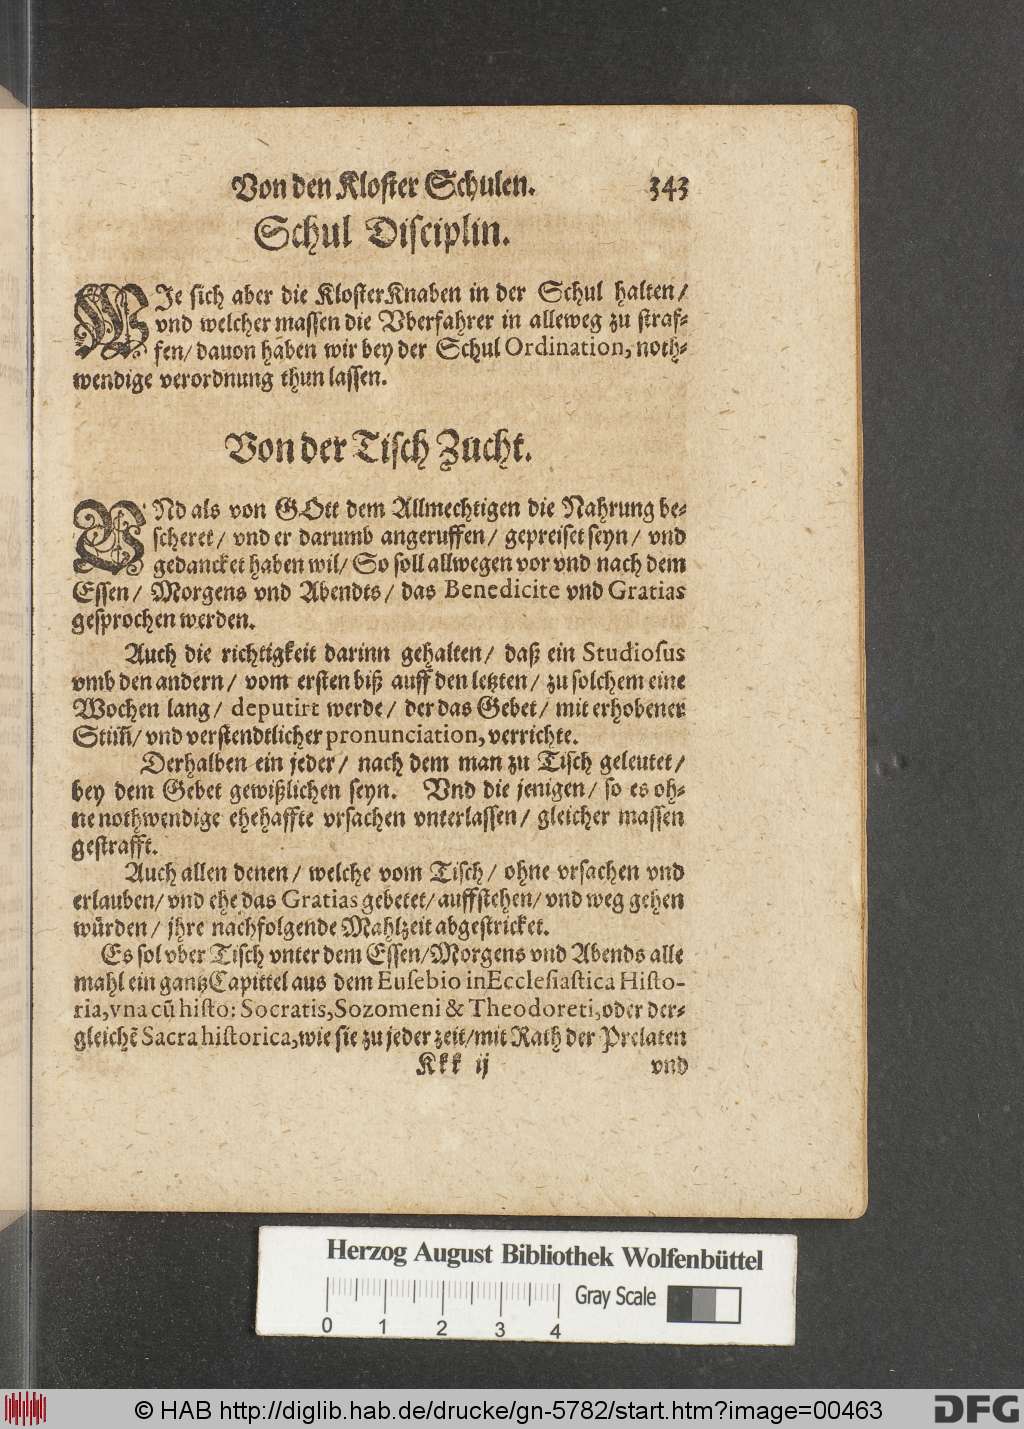 Von den Kloster Schulen. 343
Schul Disciplin.
WIe sich aber die KlosterKnaben in der Schul halten/
vnd welcher massen die Vberfahrer in alleweg zu straf-
fen/ dauon haben wir bey der Schul Ordination, noth-
wendige verordnung thun lassen.
Von der Tisch Zucht.
VNd als von GOtt dem Allmechtigen die Nahrung be-
scheret/ vnd er darumb angeruffen/ gepreiset seyn/ vnd
gedancket haben wil/ So soll allwegen vor vnd nach dem
Essen/ Morgens vnd Abendts/ das Benedicite vnd Gratias
gesprochen werden.
Auch die richtigkeit darinn gehalten/ daß ein Studiosus
vmb den andern/ vom ersten biß auff den letzten/ zu solchem eine
Wochen lang/ deputirt werde/ der das Gebet/ mit erhobener
Stim̃/ vnd verstendtlicher pronunciation, verrichte.
Derhalben ein jeder/ nach dem man zu Tisch geleutet/
bey dem Gebet gewißlichen seyn. Vnd die jenigen/ so es oh-
ne nothwendige ehehaffte vrsachen vnterlassen/ gleicher massen
gestrafft.
Auch allen denen/ welche vom Tisch/ ohne vrsachen vnd
erlauben/ vnd ehe das Gratias gebetet/ auffstehen/ vnd weg gehen
würden/ jhre nachfolgende Mahlzeit abgestricket.
Es sol vber Tisch vnter dem Essen/Morgens vnd Abends alle
mahl ein gantz Capittel aus dem Eusebio in Ecclesiastica Histo-
ria, vna cũ histo: Socratis, Sozomeni & Theodoreti, oder der-
gleichẽ Sacra historica, wie sie zu jeder zeit/mit Rath der Prelaten
Kkk ij vnd
Herzog August Bibliothek Wolfenbüttel
Gray Scale
0 1 2 3 4
© HAB http://diglib.hab.de/drucke/gn-5782/start.htm?image=00463
DFG